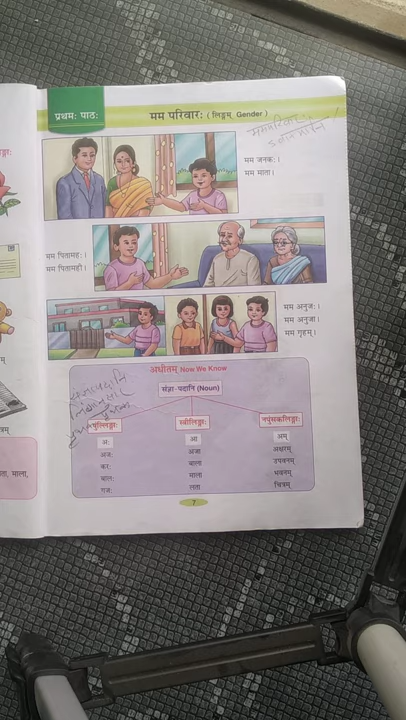 प्रथमः पाठः
मम परिवारः ( लिङ्गम् Gender )
मम जनकः ।
मम माता ।
मम पितामहः ।
मम पितामही ।
मम अनुजः ।
मम अनुजा ।
मम गृहम् ।
अधीतम् Now We Know
संज्ञा-पदानि (Noun)
पुल्लिङ्गः स्त्रीलिङ्गः नपुंसकलिङ्गः
अः आ अम्
अजः अजा अक्षरम्
करः बाला उपवनम्
बालः माला भवनम्
गजः लता चित्रम्
7
ता, माला,